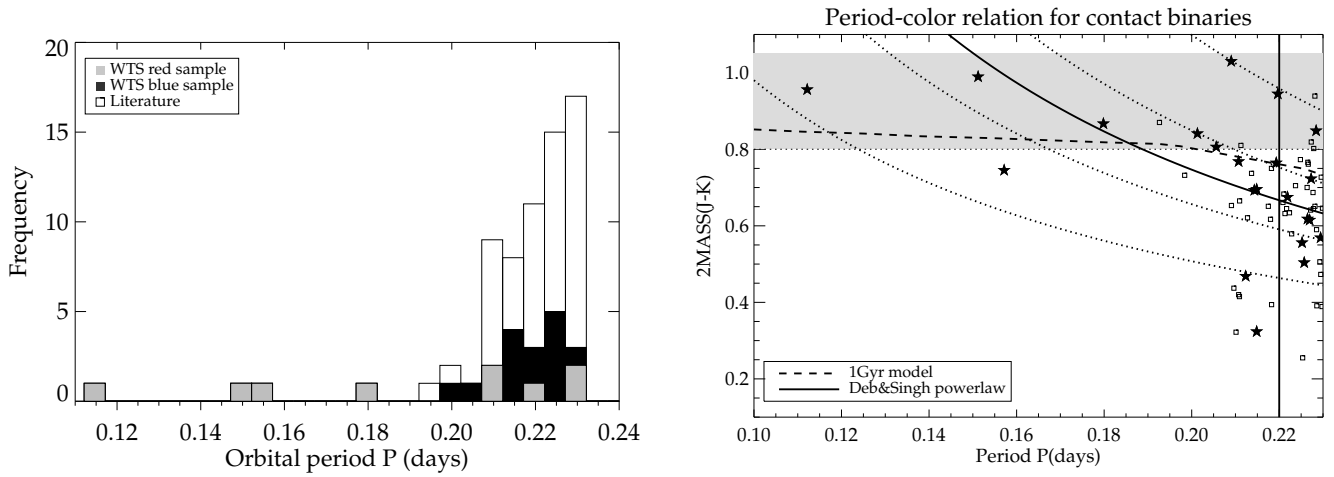 20
15
10
5
0
Frequency
WTS red sample
WTS blue sample
Literature
0.12 0.14 0.16 0.18 0.20 0.22 0.24
Orbital period P (days)
Period-color relation for contact binaries
1.0
0.8
0.6
0.4
0.2
2MASS(J-K)
1Gyr model
Deb&Singh powerlaw
0.10 0.12 0.14 0.16 0.18 0.20 0.22
Period P(days)